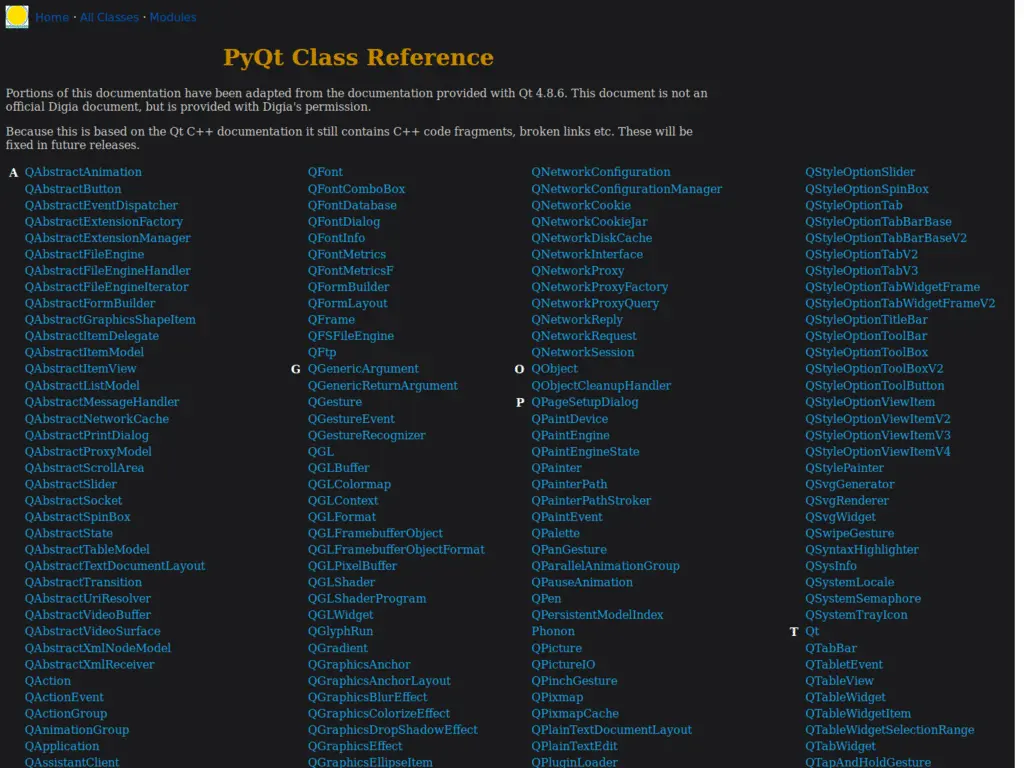 Home · All Classes · Modules
PyQt Class Reference
Portions of this documentation have been adapted from the documentation provided with Qt 4.8.6. This document is not an
official Digia document, but is provided with Digia's permission.
Because this is based on the Qt C++ documentation it still contains C++ code fragments, broken links etc. These will be
fixed in future releases.
A QAbstractAnimation
QAbstractButton
QAbstractEventDispatcher
QAbstractExtensionFactory
QAbstractExtensionManager
QAbstractFileEngine
QAbstractFileEngineHandler
QAbstractFileEngineIterator
QAbstractFormBuilder
QAbstractGraphicsShapeItem
QAbstractItemDelegate
QAbstractItemModel
QAbstractItemView
QAbstractListModel
QAbstractMessageHandler
QAbstractNetworkCache
QAbstractPrintDialog
QAbstractProxyModel
QAbstractScrollArea
QAbstractSlider
QAbstractSocket
QAbstractSpinBox
QAbstractState
QAbstractTableModel
QAbstractTextDocumentLayout
QAbstractTransition
QAbstractUriResolver
QAbstractVideoBuffer
QAbstractVideoSurface
QAbstractXmlNodeModel
QAbstractXmlReceiver
QAction
QActionEvent
QActionGroup
QAnimationGroup
QApplication
QAssistantClient
QFont
QFontComboBox
QFontDatabase
QFontDialog
QFontInfo
QFontMetrics
QFontMetricsF
QFormBuilder
QFormLayout
QFrame
QFSFileEngine
QFtp
G QGenericArgument
QGenericReturnArgument
QGesture
QGestureEvent
QGestureRecognizer
QGL
QGLBuffer
QGLColormap
QGLContext
QGLFormat
QGLFramebufferObject
QGLFramebufferObjectFormat
QGLPixelBuffer
QGLShader
QGLShaderProgram
QGLWidget
QGlyphRun
QGradient
QGraphicsAnchor
QGraphicsAnchorLayout
QGraphicsBlurEffect
QGraphicsColorizeEffect
QGraphicsDropShadowEffect
QGraphicsEffect
QGraphicsEllipseItem
QNetworkConfiguration
QNetworkConfigurationManager
QNetworkCookie
QNetworkCookieJar
QNetworkDiskCache
QNetworkInterface
QNetworkProxy
QNetworkProxyFactory
QNetworkProxyQuery
QNetworkReply
QNetworkRequest
QNetworkSession
O QObject
QObjectCleanupHandler
P QPageSetupDialog
QPaintDevice
QPaintEngine
QPaintEngineState
QPainter
QPainterPath
QPainterPathStroker
QPaintEvent
QPalette
QPanGesture
QParallelAnimationGroup
QPauseAnimation
QPen
QPersistentModelIndex
Phonon
QPicture
QPictureIO
QPinchGesture
QPixmap
QPixmapCache
QPlainTextDocumentLayout
QPlainTextEdit
QPluginLoader
QStyleOptionSlider
QStyleOptionSpinBox
QStyleOptionTab
QStyleOptionTabBarBase
QStyleOptionTabBarBaseV2
QStyleOptionTabV2
QStyleOptionTabV3
QStyleOptionTabWidgetFrame
QStyleOptionTabWidgetFrameV2
QStyleOptionTitleBar
QStyleOptionToolBar
QStyleOptionToolBox
QStyleOptionToolBoxV2
QStyleOptionToolButton
QStyleOptionViewItem
QStyleOptionViewItemV2
QStyleOptionViewItemV3
QStyleOptionViewItemV4
QStylePainter
QSvgGenerator
QSvgRenderer
QSvgWidget
QSwipeGesture
QSyntaxHighlighter
QSysInfo
QSystemLocale
QSystemSemaphore
QSystemTrayIcon
T Qt
QTabBar
QTabletEvent
QTableView
QTableWidget
QTableWidgetItem
QTableWidgetSelectionRange
QTabWidget
QTapAndHoldGesture